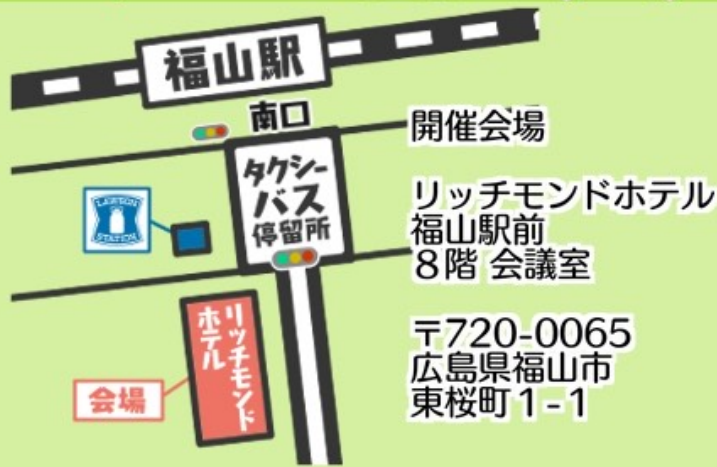 福山駅
南口
タクシー
バス
停留所
LAWSON
STATION
リッチモンド
ホテル
会場
開催会場
リッチモンドホテル
福山駅前
8階 会議室
〒720-0065
広島県福山市
東桜町1-1